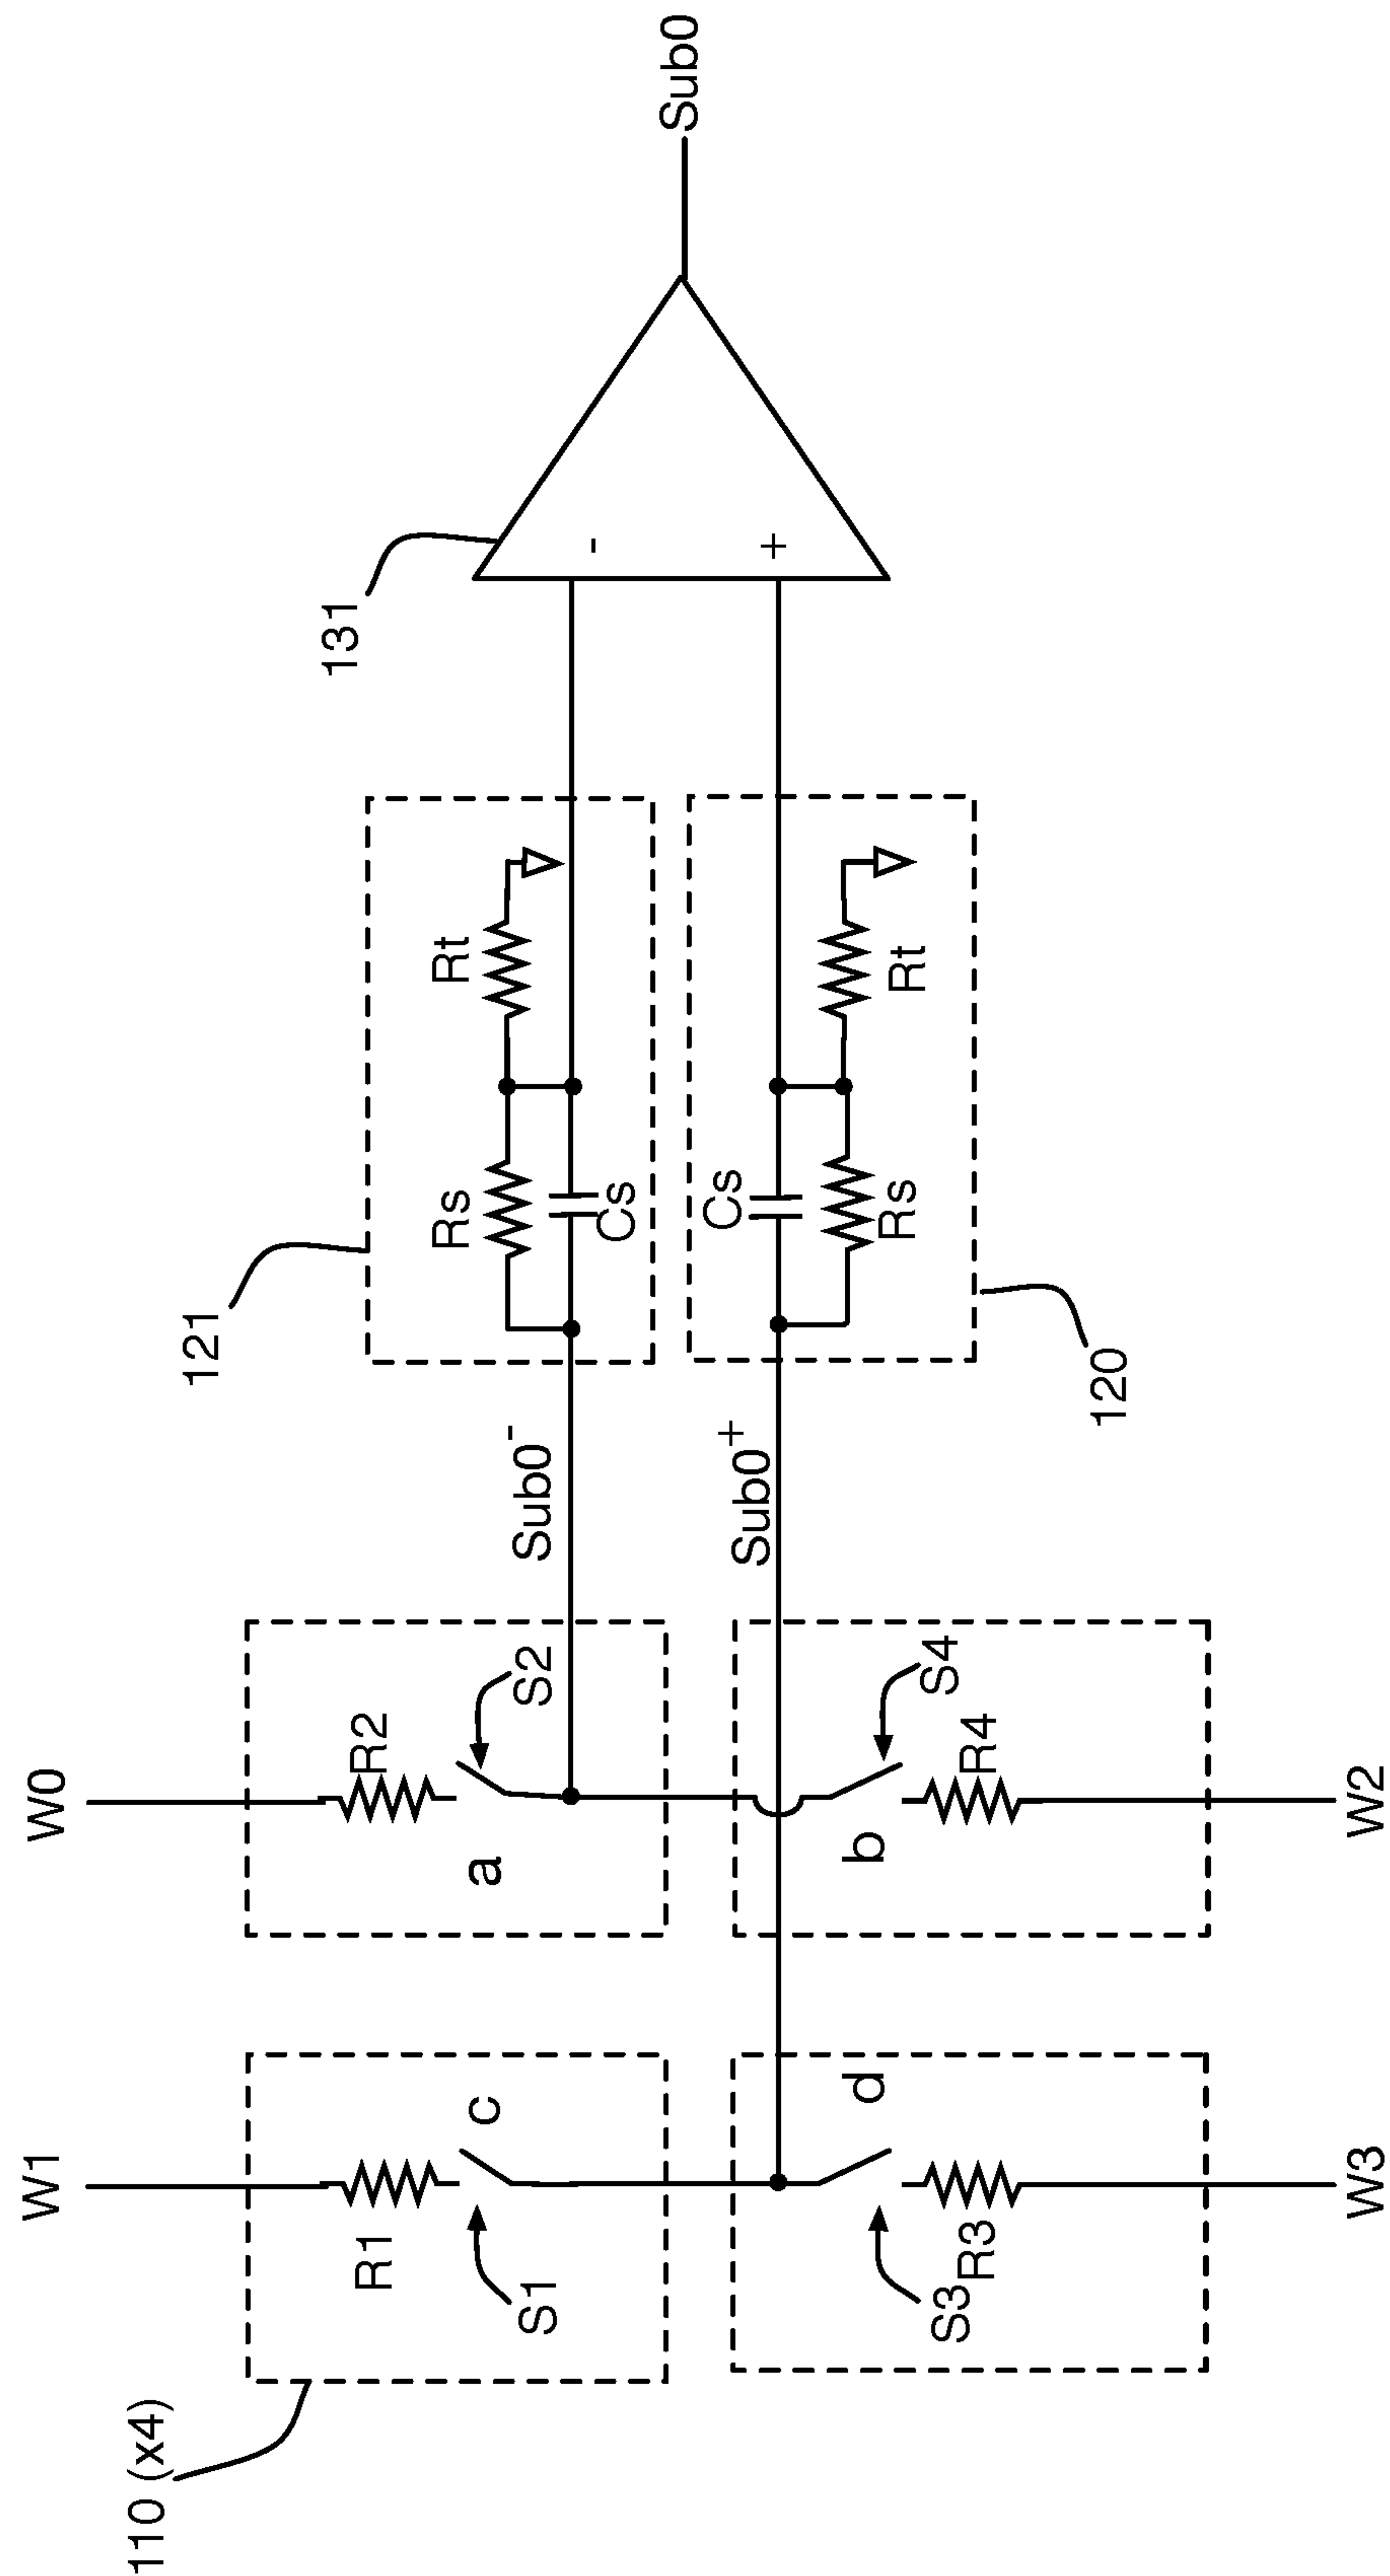 110 (x4)
W1
W0
R1
c
S1
R2
a
S2
121
Rs
Rt
Cs
131
Sub0⁻
-
Sub0
Sub0⁺
Cs
+
Rs
Rt
120
d
S3
R3
b
S4
R4
W3
W2